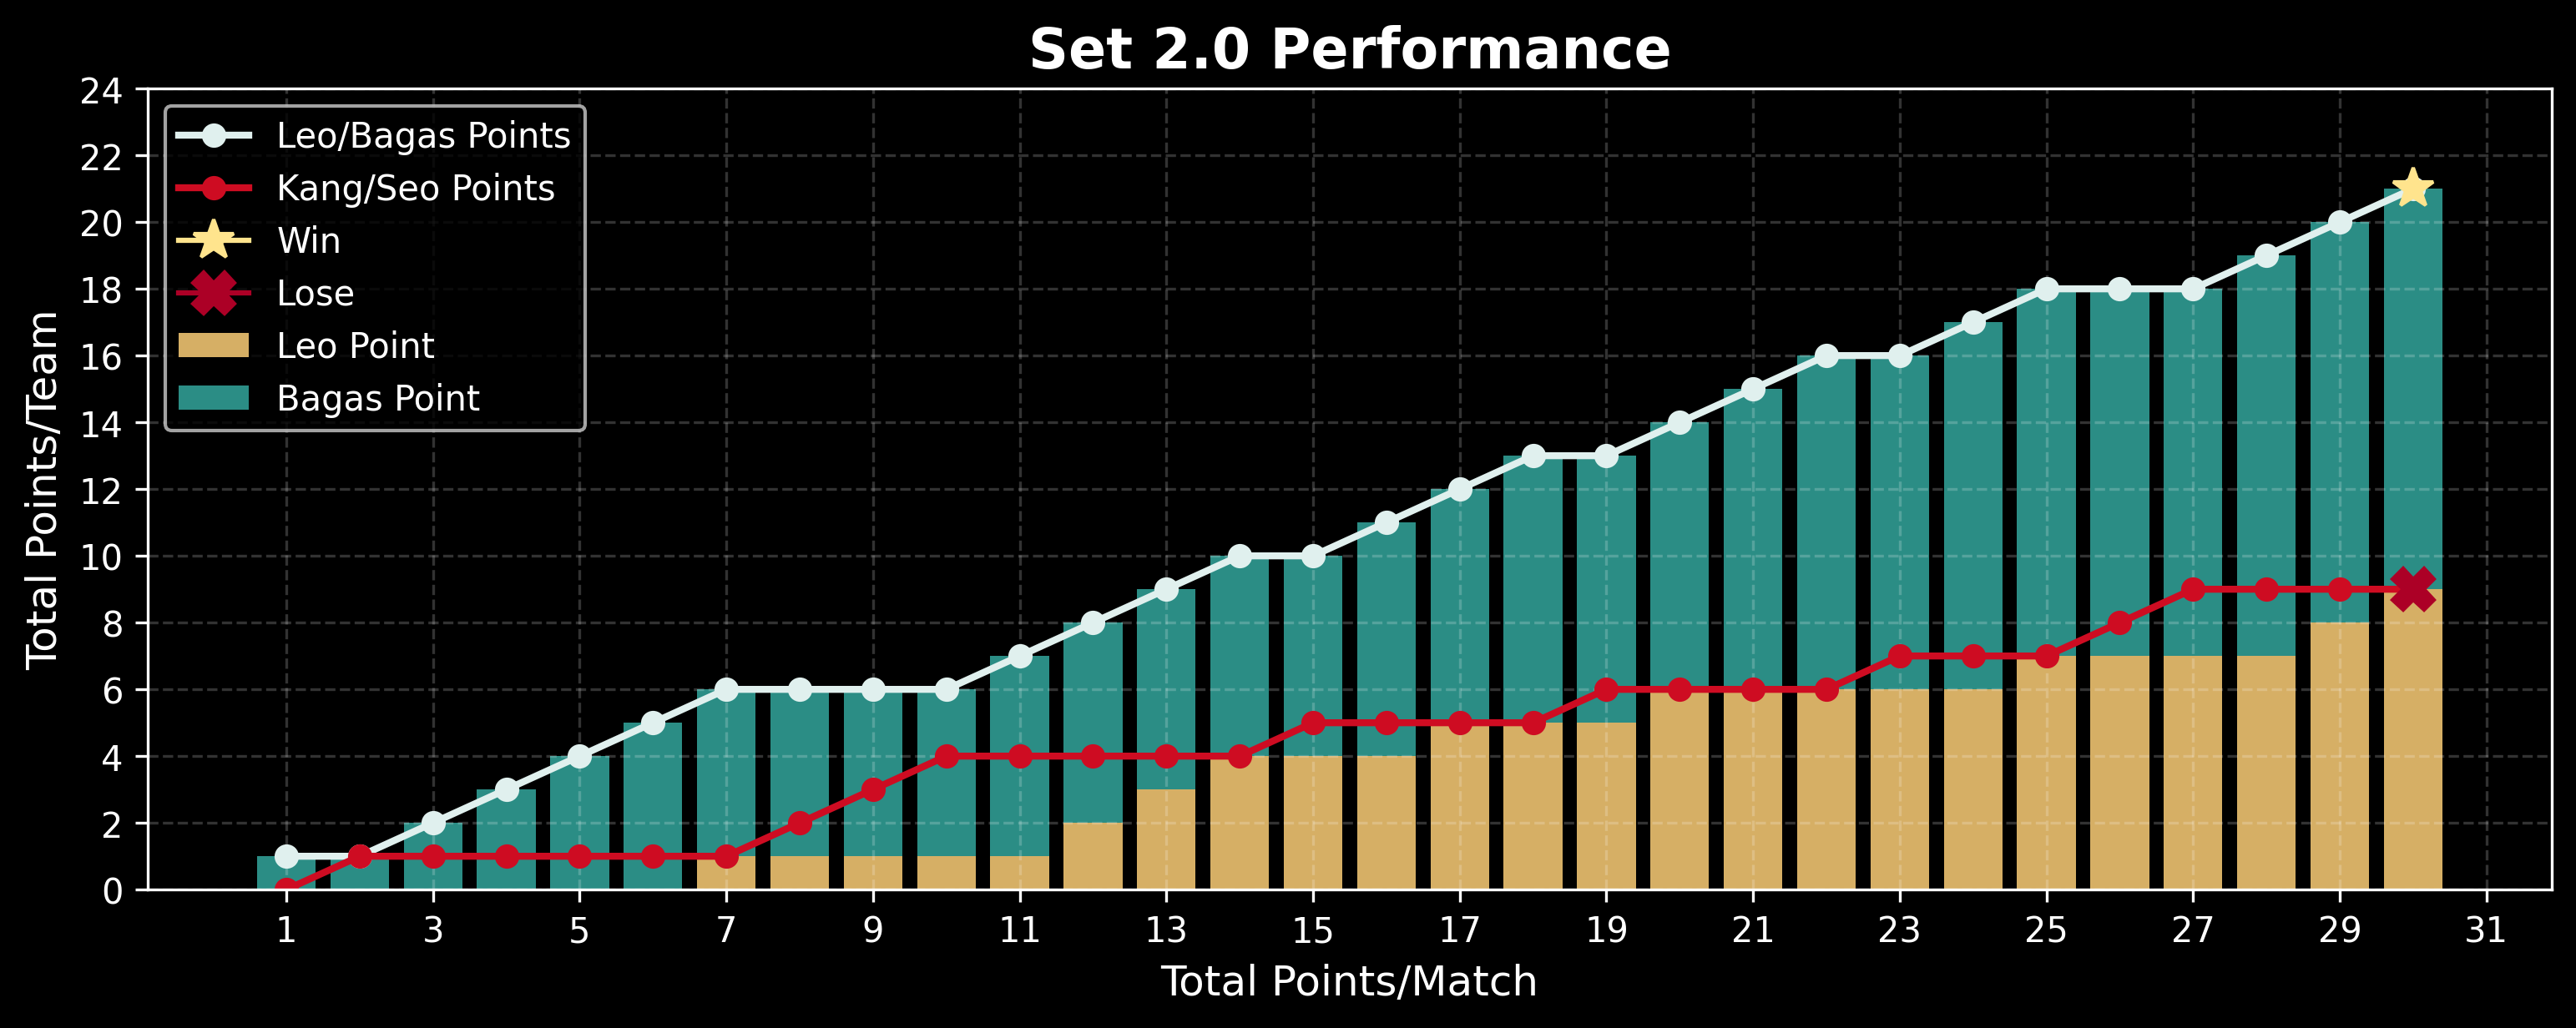 Set 2.0 Performance
Total Points/Team
24
22
20
18
16
14
12
10
8
6
4
2
0
Leo/Bagas Points
Kang/Seo Points
Win
Lose
Leo Point
Bagas Point
1 3 5 7 9 11 13 15 17 19 21 23 25 27 29 31
Total Points/Match